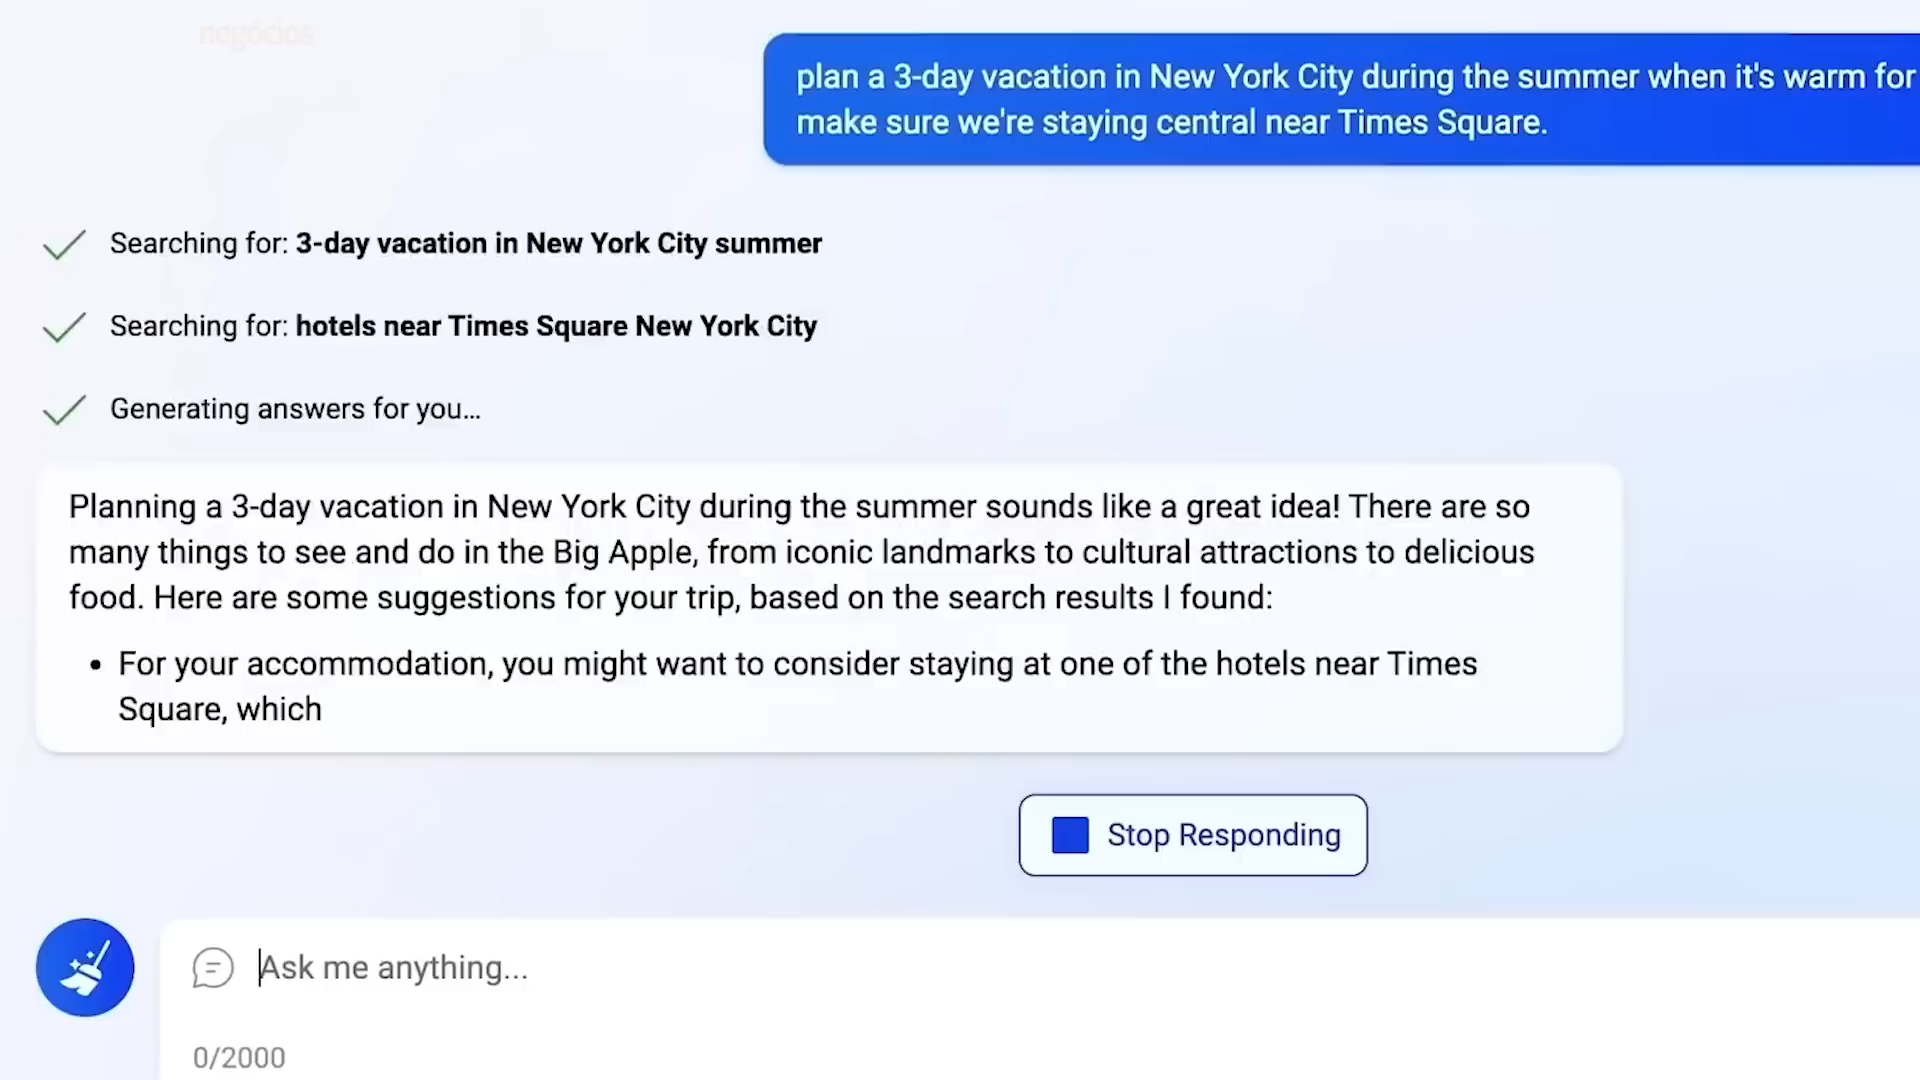 negócios
plan a 3-day vacation in New York City during the summer when it's warm for
make sure we're staying central near Times Square.
Searching for: 3-day vacation in New York City summer
Searching for: hotels near Times Square New York City
Generating answers for you...
Planning a 3-day vacation in New York City during the summer sounds like a great idea! There are so
many things to see and do in the Big Apple, from iconic landmarks to cultural attractions to delicious
food. Here are some suggestions for your trip, based on the search results I found:
• For your accommodation, you might want to consider staying at one of the hotels near Times
Square, which
Stop Responding
Ask me anything...
0/2000